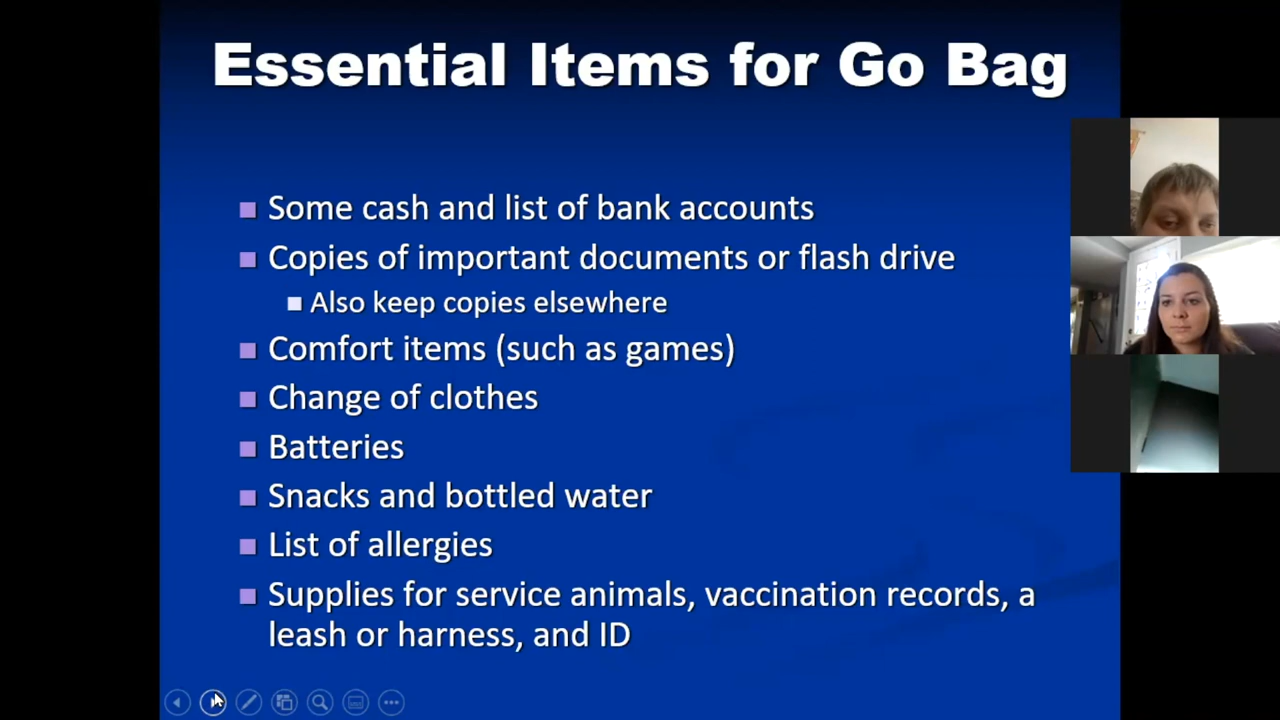 Essential Items for Go Bag
Some cash and list of bank accounts
Copies of important documents or flash drive
Also keep copies elsewhere
Comfort items (such as games)
Change of clothes
Batteries
Snacks and bottled water
List of allergies
Supplies for service animals, vaccination records, a
leash or harness, and ID